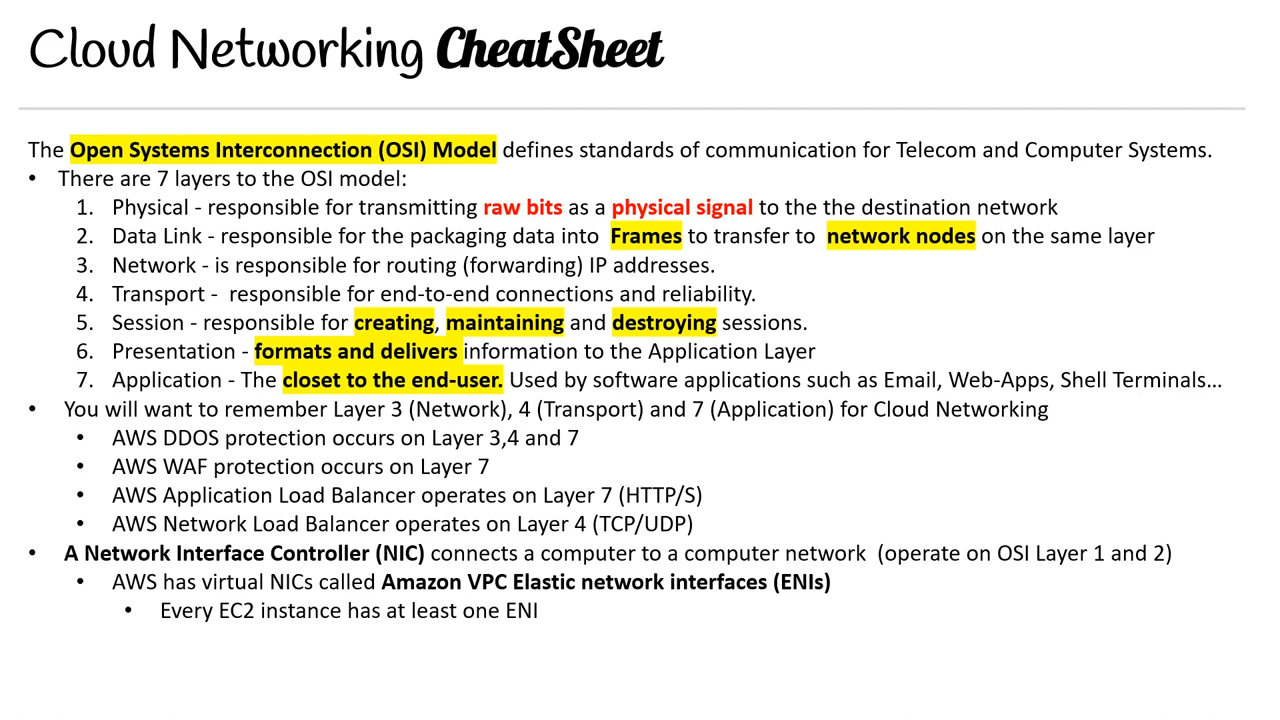 Cloud Networking CheatSheet
The Open Systems Interconnection (OSI) Model defines standards of communication for Telecom and Computer Systems.
• There are 7 layers to the OSI model:
1. Physical - responsible for transmitting raw bits as a physical signal to the the destination network
2. Data Link - responsible for the packaging data into Frames to transfer to network nodes on the same layer
3. Network - is responsible for routing (forwarding) IP addresses.
4. Transport - responsible for end-to-end connections and reliability.
5. Session - responsible for creating, maintaining and destroying sessions.
6. Presentation - formats and delivers information to the Application Layer
7. Application - The closet to the end-user. Used by software applications such as Email, Web-Apps, Shell Terminals...
• You will want to remember Layer 3 (Network), 4 (Transport) and 7 (Application) for Cloud Networking
• AWS DDOS protection occurs on Layer 3,4 and 7
• AWS WAF protection occurs on Layer 7
• AWS Application Load Balancer operates on Layer 7 (HTTP/S)
• AWS Network Load Balancer operates on Layer 4 (TCP/UDP)
• A Network Interface Controller (NIC) connects a computer to a computer network (operate on OSI Layer 1 and 2)
• AWS has virtual NICs called Amazon VPC Elastic network interfaces (ENIs)
• Every EC2 instance has at least one ENI